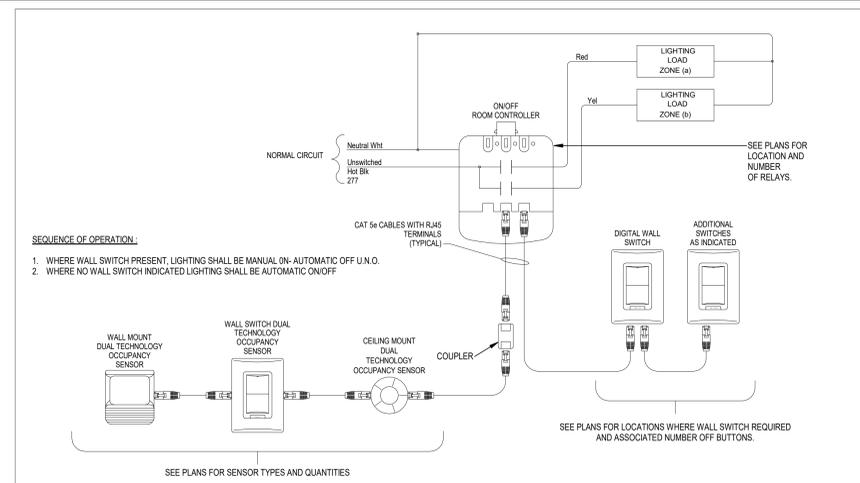 Red
LIGHTING
LOAD
ZONE (a)
Yel
LIGHTING
LOAD
ZONE (b)
ON/OFF
ROOM CONTROLLER
NORMAL CIRCUIT
Neutral Wht
Unswitched
Hot Blk
277
SEE PLANS FOR
LOCATION AND
NUMBER
OF RELAYS.
CAT 5e CABLES WITH RJ45
TERMINALS
(TYPICAL)
DIGITAL WALL
SWITCH
ADDITIONAL
SWITCHES
AS INDICATED
SEQUENCE OF OPERATION :
1. WHERE WALL SWITCH PRESENT, LIGHTING SHALL BE MANUAL 0N- AUTOMATIC OFF U.N.O.
2. WHERE NO WALL SWITCH INDICATED LIGHTING SHALL BE AUTOMATIC ON/OFF
WALL MOUNT
DUAL TECHNOLOGY
OCCUPANCY
SENSOR
WALL SWITCH DUAL
TECHNOLOGY
OCCUPANCY
SENSOR
CEILING MOUNT
DUAL
TECHNOLOGY
OCCUPANCY SENSOR
COUPLER
SEE PLANS FOR LOCATIONS WHERE WALL SWITCH REQUIRED
AND ASSOCIATED NUMBER OFF BUTTONS.
SEE PLANS FOR SENSOR TYPES AND QUANTITIES